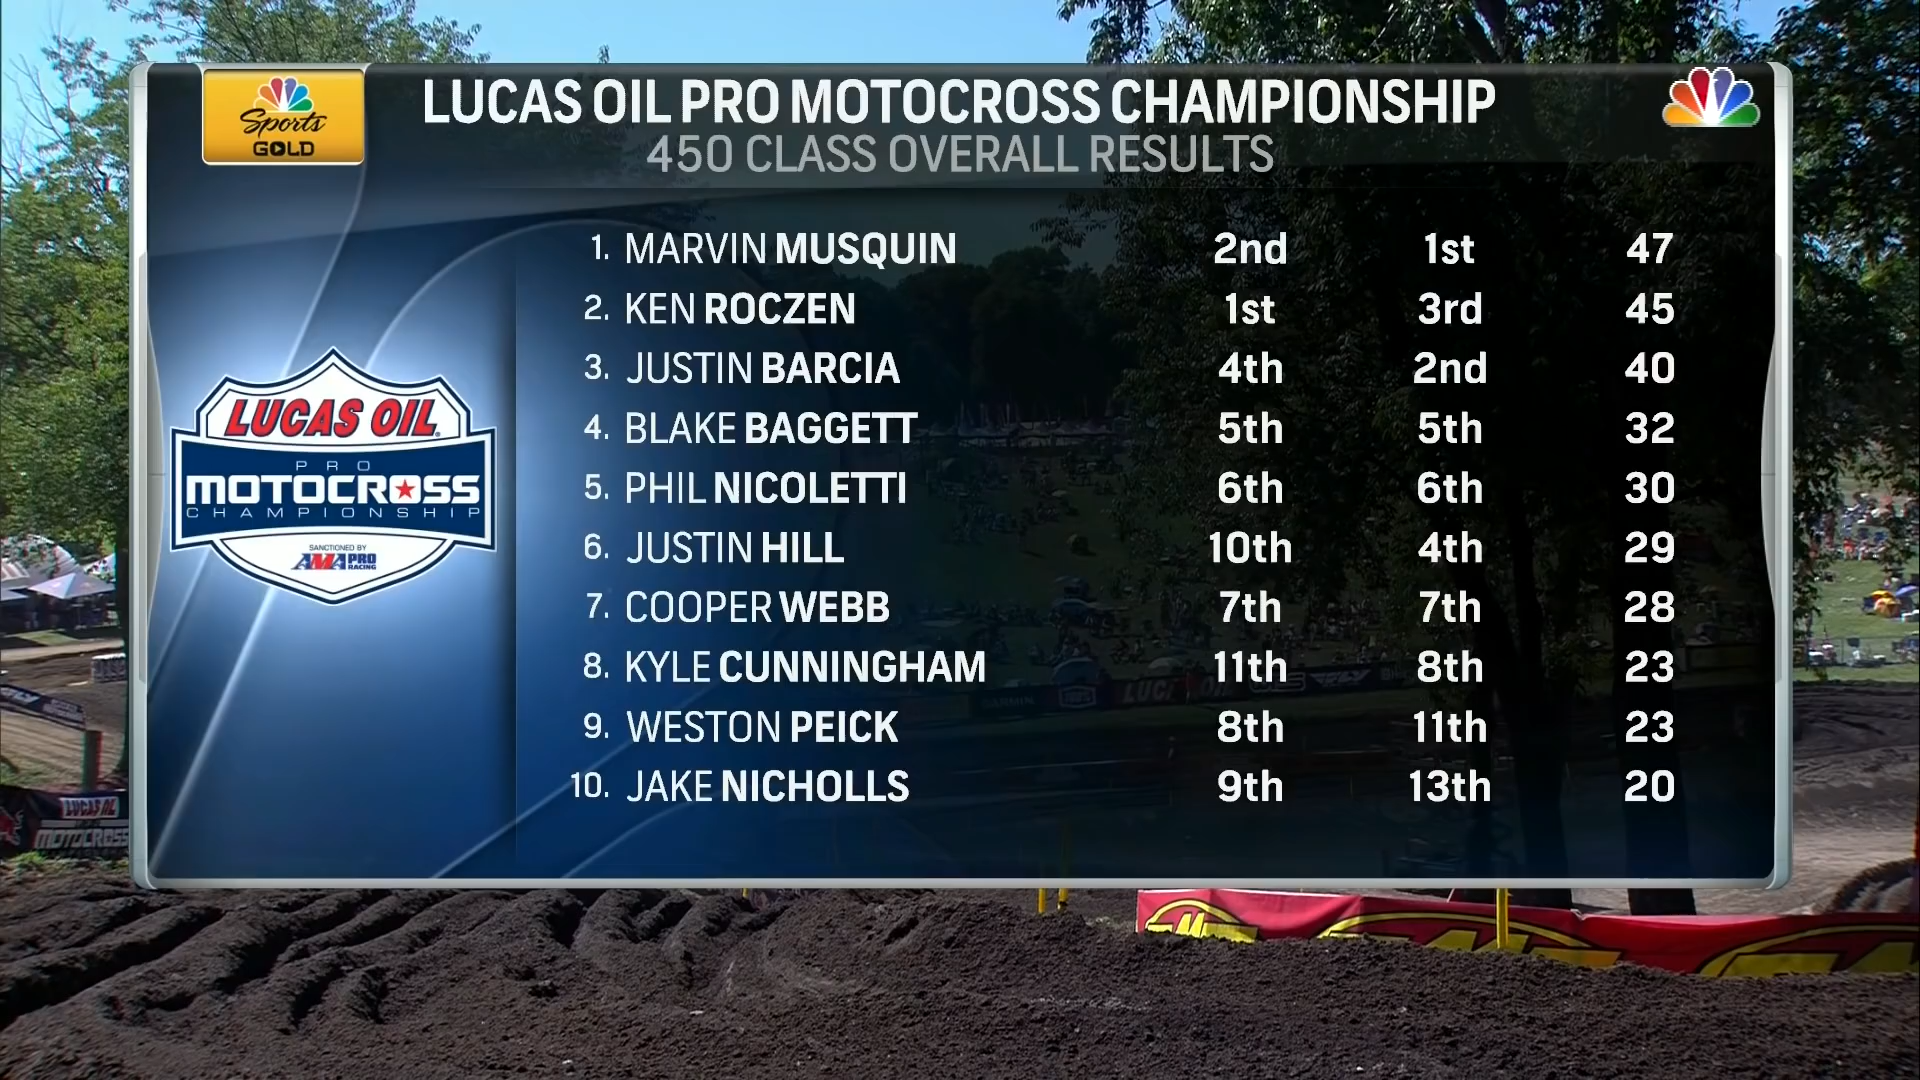 Sports
GOLD
LUCAS OIL PRO MOTOCROSS CHAMPIONSHIP
450 CLASS OVERALL RESULTS
1. MARVIN MUSQUIN 2nd 1st 47
2. KEN ROCZEN 1st 3rd 45
3. JUSTIN BARCIA 4th 2nd 40
4. BLAKE BAGGETT 5th 5th 32
5. PHIL NICOLETTI 6th 6th 30
6. JUSTIN HILL 10th 4th 29
7. COOPER WEBB 7th 7th 28
8. KYLE CUNNINGHAM 11th 8th 23
9. WESTON PEICK 8th 11th 23
10. JAKE NICHOLLS 9th 13th 20
LUCAS OIL
PRO
MOTOCROSS
CHAMPIONSHIP
SANCTIONED BY
AMA PRO
RACING
LUCAS OIL
MOTOCROSS